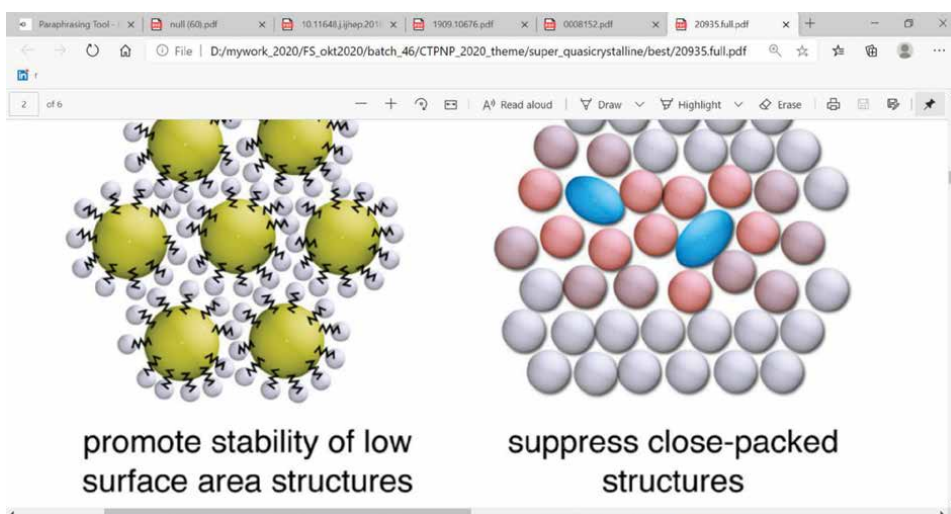 Paraphrasing Tool -
null (60).pdf
10.11648.j.ijhep.201
1909.10676.pdf
0008152.pdf
20935.full.pdf
File | D:/mywork_2020/FS_okt2020/batch_46/CTPNP_2020_theme/super_quasicrystalline/best/20935.full.pdf
in f
2 of 6
Read aloud
Draw
Highlight
Erase
promote stability of low
surface area structures
suppress close-packed
structures